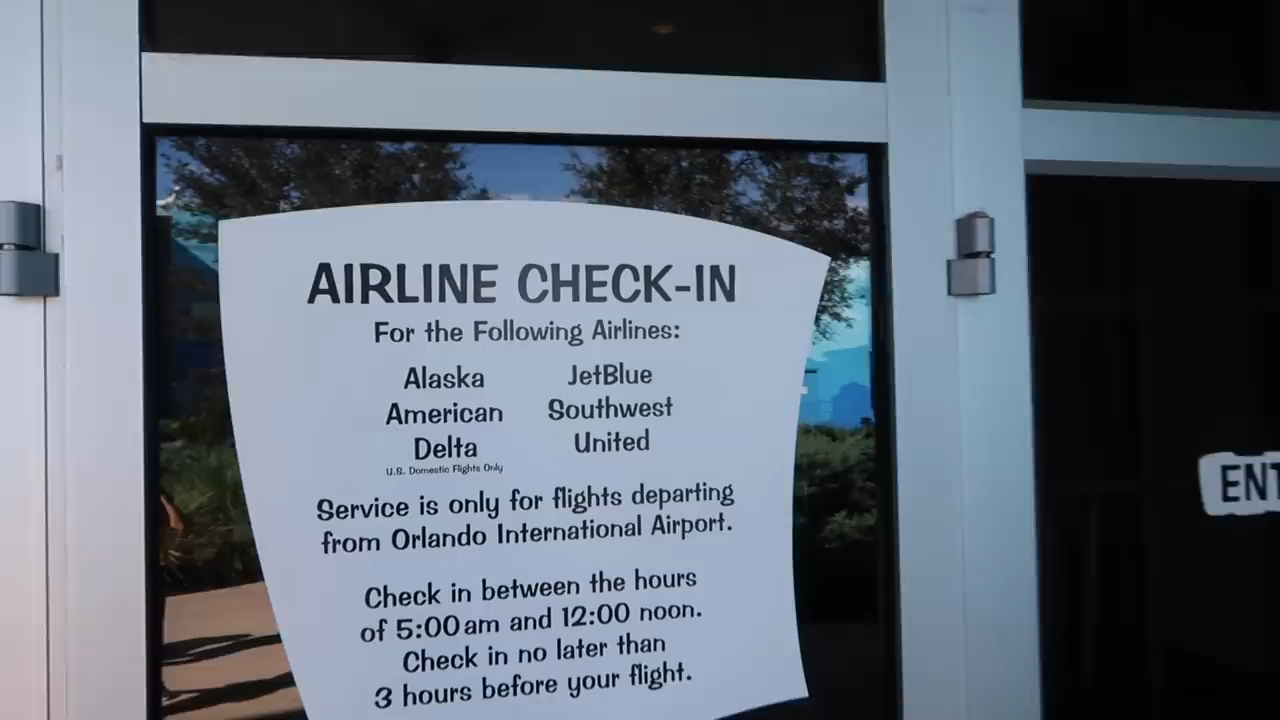 AIRLINE CHECK-IN
For the Following Airlines:
Alaska
American
Delta
U.S. Domestic Flights Only
JetBlue
Southwest
United
Service is only for flights departing
from Orlando International Airport.
Check in between the hours
of 5:00am and 12:00 noon.
Check in no later than
3 hours before your flight.